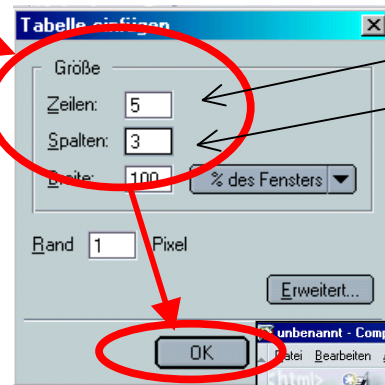 Tabelle einfügen
Größe
Zeilen: 5
Spalten: 3
Breite: 100 % des Fensters
Rand 1 Pixel
Erweitert...
OK
unbenannt - Comp
Datei Bearbeiten
<html>